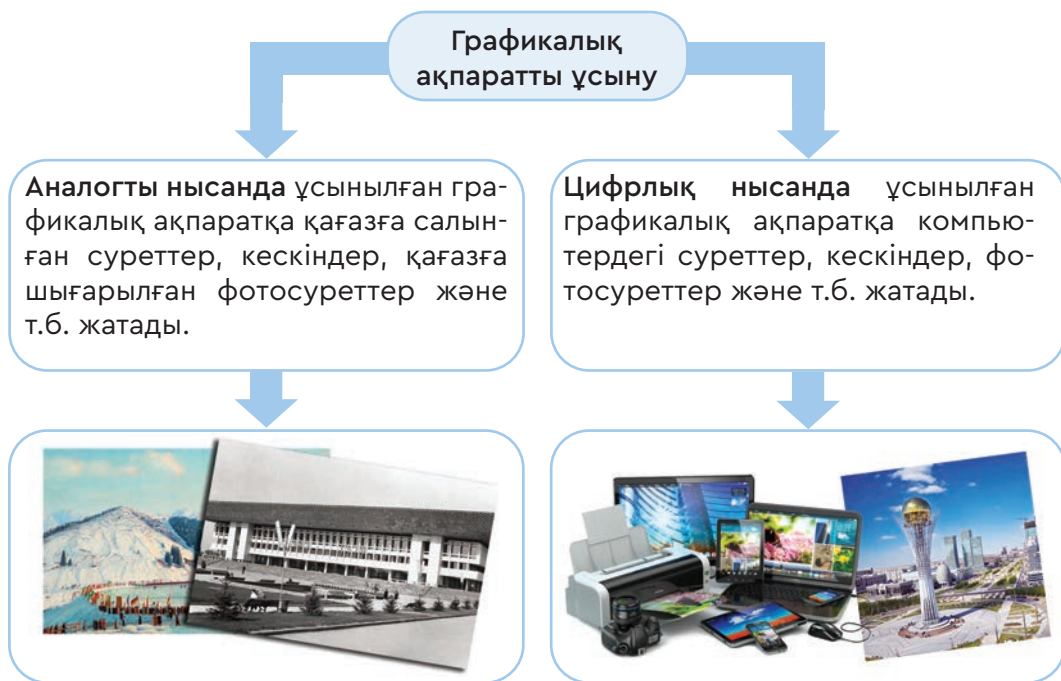 Графикалық
ақпаратты ұсыну
Аналогты нысанда ұсынылған гра-
фикалық ақпаратқа қағазға салын-
ған суреттер, кескіндер, қағазға
шығарылған фотосуреттер және
т.б. жатады.
Цифрлық нысанда ұсынылған
графикалық ақпаратқа компью-
тердегі суреттер, кескіндер, фо-
тосуреттер және т.б. жатады.